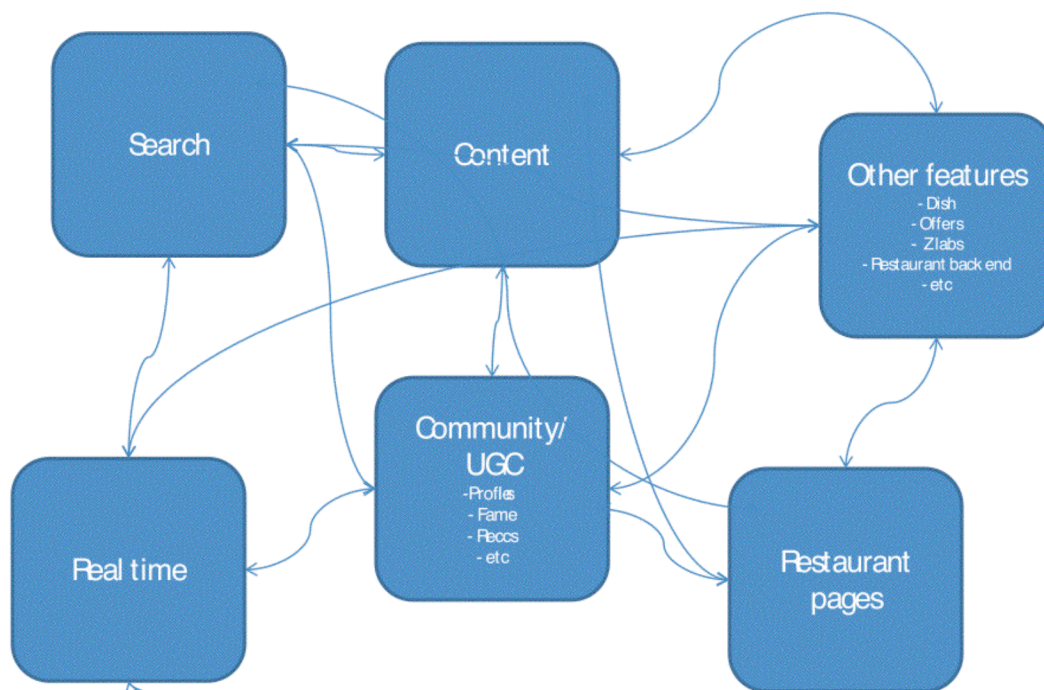 Search
Content
Other features
- Dish
- Offers
- Zlabs
- Restaurant back end
- etc
Community/
UGC
- Profles
- Fame
- Reccs
- etc
Real time
Restaurant
pages